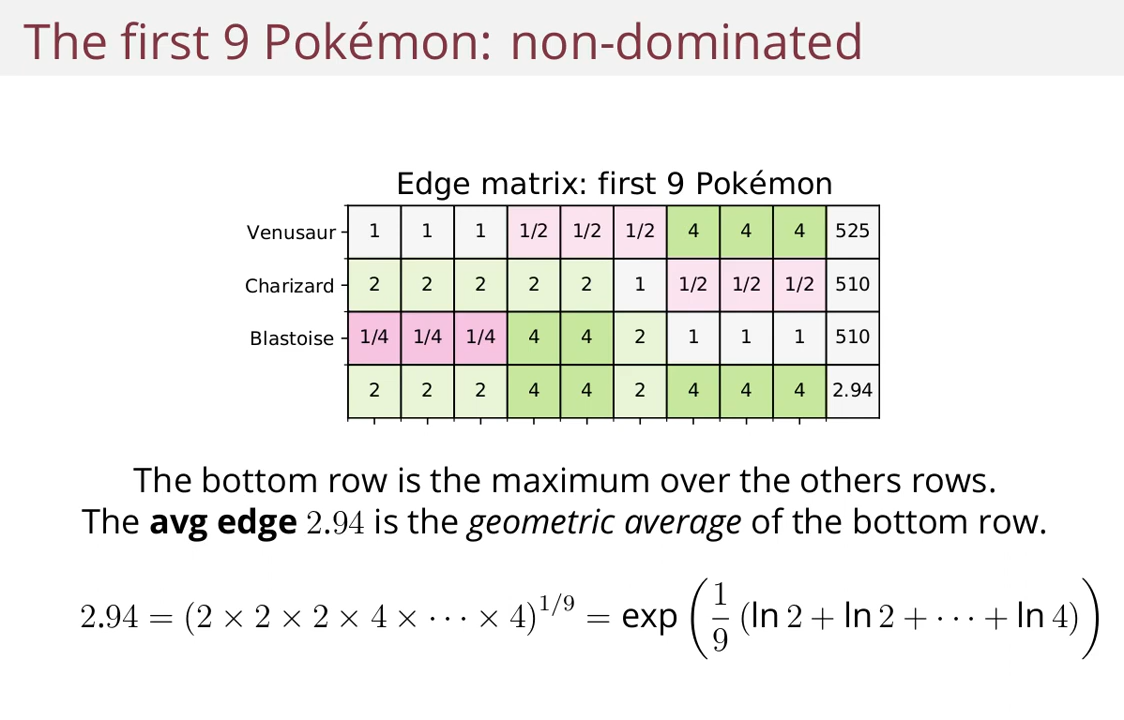 The first 9 Pokémon: non-dominated
Edge matrix: first 9 Pokémon
Venusaur 1 1 1 1/2 1/2 1/2 4 4 4 525
Charizard 2 2 2 2 2 1 1/2 1/2 1/2 510
Blastoise 1/4 1/4 1/4 4 4 2 1 1 1 510
2 2 2 4 4 2 4 4 4 2.94
The bottom row is the maximum over the others rows.
The avg edge 2.94 is the geometric average of the bottom row.
2.94 = (2 × 2 × 2 × 4 × ⋯ × 4)^{1/9} = exp (1/9 (ln 2 + ln 2 + ⋯ + ln 4))